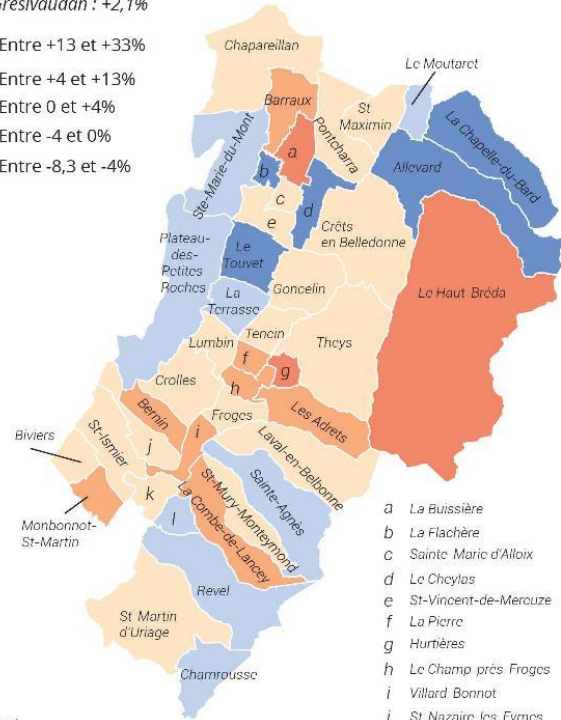 Grésivaudan : +2,1%
Entre +13 et +33%
Entre +4 et +13%
Entre 0 et +4%
Entre -4 et 0%
Entre -8,3 et -4%
Chapareillan
Le Moutaret
Barraux
St
Maximin
Pontcharra
La Chapelle-du-Bard
Ste-Marie-du-Mont
a
Allevard
b
c
d
e
Crêts
en Belledonne
Plateau-
des-
Petites
Roches
Le
Touvet
Goncelin
Le Haut Bréda
La
Terrasse
Tencin
Lumbin
Theys
f
g
Crolles
h
Bernin
Froges
Les Adrets
i
Biviers
St-Ismier
j
Laval-en-Belbonne
k
St-Mury-Monteymond
Sainte-Agnès
La Combe-de-Lancey
l
Monbonnot-
St-Martin
Revel
St Martin
d'Uriage
Chamrousse
a La Buissière
b La Flachère
c Sainte Marie d'Alloix
d Le Cheylas
e St-Vincent-de-Mercuze
f La Pierre
g Hurtières
h Le Champ près Froges
i Villard Bonnot
j St Nazaire les Eymes